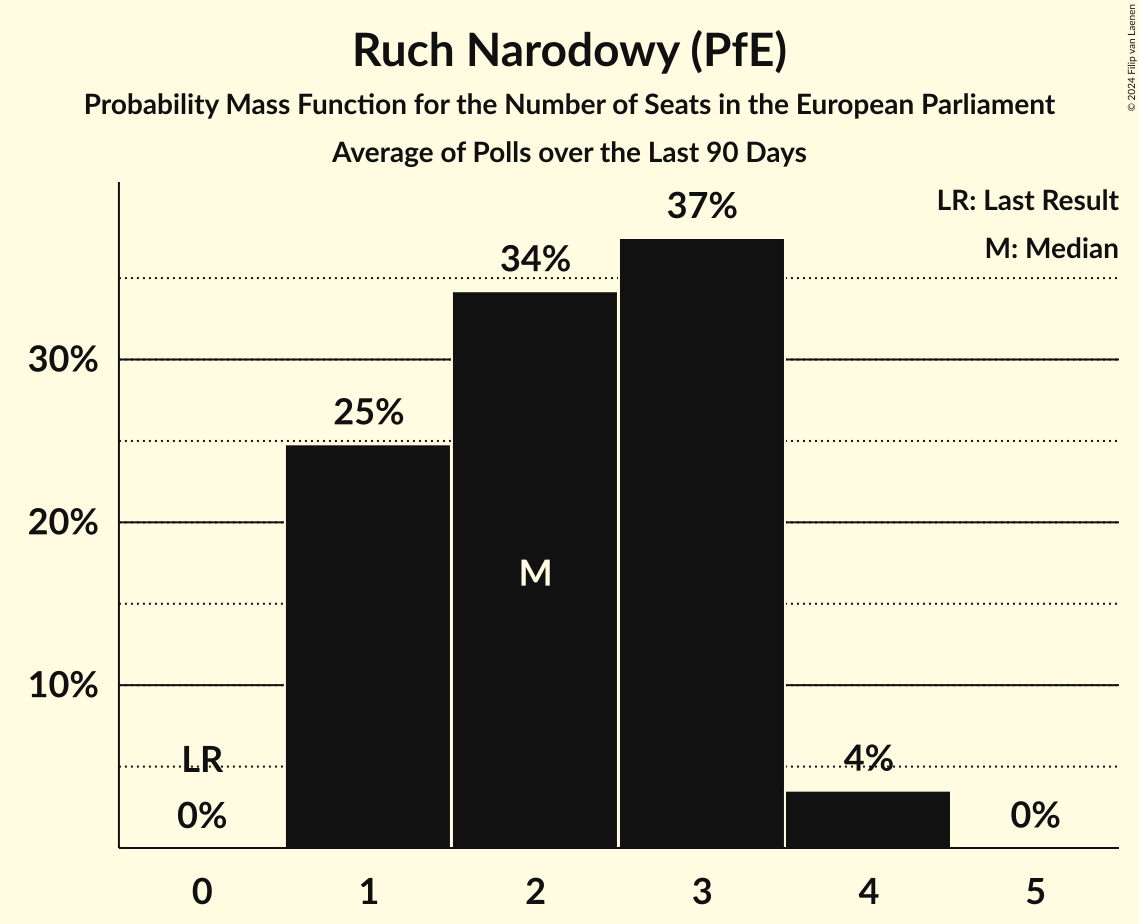 Ruch Narodowy (PfE)
Probability Mass Function for the Number of Seats in the European Parliament
Average of Polls over the Last 90 Days
© 2024 Filip van Laenen
LR: Last Result
M: Median
37%
34%
30%
25%
20%
M
10%
LR
4%
0%
0%
0 1 2 3 4 5